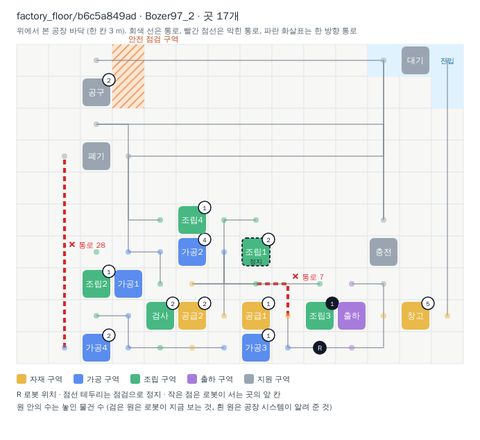 factory_floor/b6c5a849ad · Bozer97_2 · 곳 17개
위에서 본 공장 바닥 (한 칸 3 m). 회색 선은 통로, 빨간 점선은 막힌 통로, 파란 화살표는 한 방향 통로
안전 점검 구역
대기
진입
2
공구
폐기
1
조립4
4
가공2
2
조립1
정지
충전
✖ 통로 28
✖ 통로 7
1
조립2
가공1
2
검사
2
공급2
1
공급1
1
조립3
출하
5
창고
2
가공4
1
가공3
R
자재 구역
가공 구역
조립 구역
출하 구역
지원 구역
R 로봇 위치 · 점선 테두리는 점검으로 정지 · 작은 점은 로봇이 서는 곳의 앞 칸
원 안의 수는 놓인 물건 수 (검은 원은 로봇이 지금 보는 것, 흰 원은 공장 시스템이 알려 준 것)